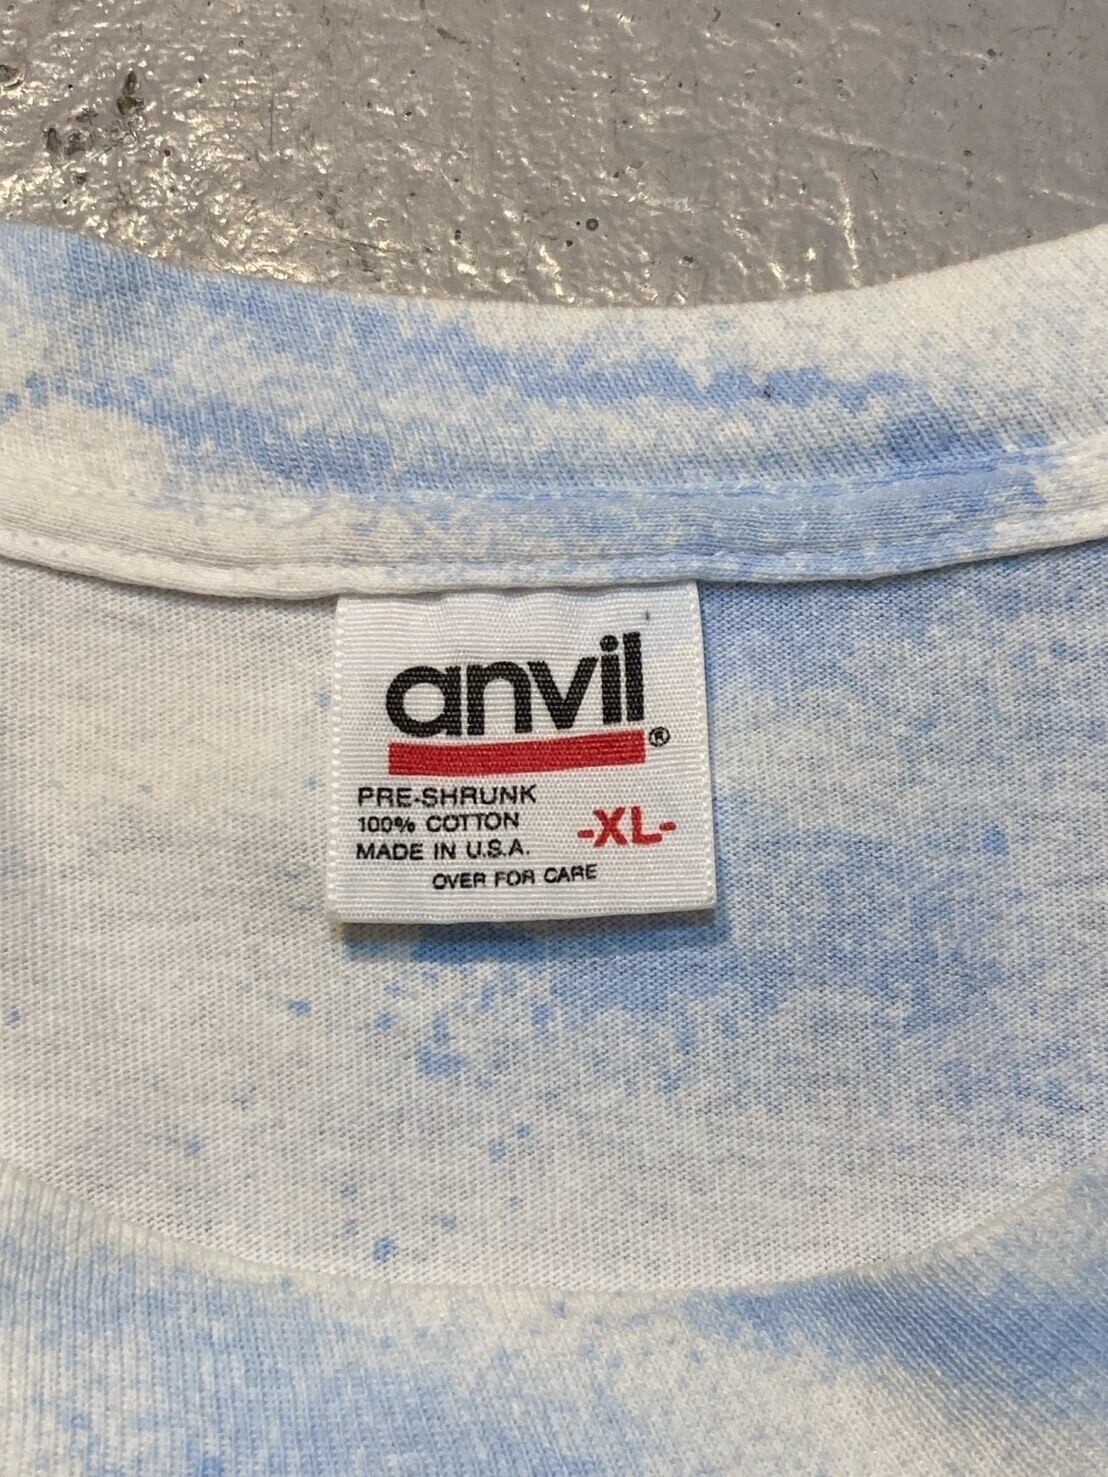 anvil®
PRE-SHRUNK
100% COTTON
MADE IN U.S.A.
-XL-
OVER FOR CARE